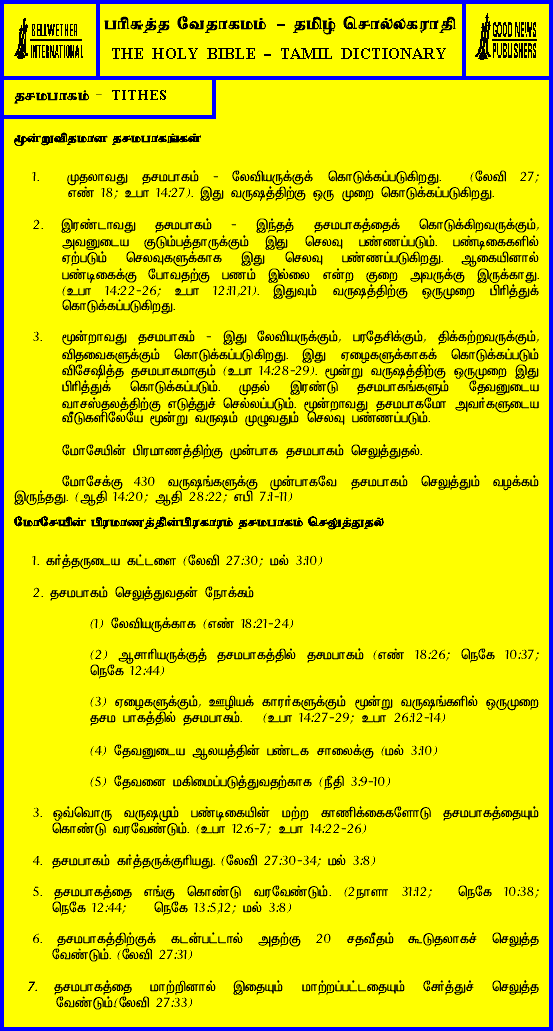 BELLWETHER
INTERNATIONAL
பரிசுத்த வேதாகமம் – தமிழ் சொல்லகராதி
THE HOLY BIBLE – TAMIL DICTIONARY
GOOD NEWS
PUBLISHERS
தசமபாகம் – TITHES
மூன்றுவிதமான தசமபாகங்கள்
1. முதலாவது தசமபாகம் – லேவியருக்குக் கொடுக்கப்படுகிறது. (லேவி 27;
எண் 18; உபா 14:27). இது வருஷத்திற்கு ஒரு முறை கொடுக்கப்படுகிறது.
2. இரண்டாவது தசமபாகம் – இந்தத் தசமபாகத்தைக் கொடுக்கிறவருக்கும்,
அவனுடைய குடும்பத்தாருக்கும் இது செலவு பண்ணப்படும். பண்டிகைகளில்
ஏற்படும் செலவுகளுக்காக இது செலவு பண்ணப்படுகிறது. ஆகையினால்
பண்டிகைக்கு போவதற்கு பணம் இல்லை என்ற குறை அவருக்கு இருக்காது.
(உபா 14:22-26; உபா 12:11,21). இதுவும் வருஷத்திற்கு ஒருமுறை பிரித்துக்
கொடுக்கப்படுகிறது.
3. மூன்றாவது தசமபாகம் – இது லேவியருக்கும், பரதேசிக்கும், திக்கற்றவருக்கும்,
விதவைகளுக்கும் கொடுக்கப்படுகிறது. இது ஏழைகளுக்காகக் கொடுக்கப்படும்
விசேஷித்த தசமபாகமாகும் (உபா 14:28-29). மூன்று வருஷத்திற்கு ஒருமுறை இது
பிரித்துக் கொடுக்கப்படும். முதல் இரண்டு தசமபாகங்களும் தேவனுடைய
வாசஸ்தலத்திற்கு எடுத்துச் செல்லப்படும். மூன்றாவது தசமபாகமோ அவர்களுடைய
வீடுகளிலேயே மூன்று வருஷம் முழுவதும் செலவு பண்ணப்படும்.
மோசேயின் பிரமாணத்திற்கு முன்பாக தசமபாகம் செலுத்துதல்.
மோசேக்கு 430 வருஷங்களுக்கு முன்பாகவே தசமபாகம் செலுத்தும் வழக்கம்
இருந்தது. (ஆதி 14:20; ஆதி 28:22; எபி 7:1-11)
மோசேயின் பிரமாணத்தின்பிரகாரம் தசமபாகம் செலுத்துதல்
1. கர்த்தருடைய கட்டளை (லேவி 27:30; மல் 3:10)
2. தசமபாகம் செலுத்துவதன் நோக்கம்
(1) லேவியருக்காக (எண் 18:21-24)
(2) ஆசாரியருக்குத் தசமபாகத்தில் தசமபாகம் (எண் 18:26; நெகே 10:37;
நெகே 12:44)
(3) ஏழைகளுக்கும், ஊழியக் காரர்களுக்கும் மூன்று வருஷங்களில் ஒருமுறை
தசம பாகத்தில் தசமபாகம். (உபா 14:27-29; உபா 26:12-14)
(4) தேவனுடைய ஆலயத்தின் பண்டக சாலைக்கு (மல் 3:10)
(5) தேவனை மகிமைப்படுத்துவதற்காக (நீதி 3:9-10)
3. ஒவ்வொரு வருஷமும் பண்டிகையின் மற்ற காணிக்கைகளோடு தசமபாகத்தையும்
கொண்டு வரவேண்டும். (உபா 12:6-7; உபா 14:22-26)
4. தசமபாகம் கர்த்தருக்குரியது. (லேவி 27:30-34; மல் 3:8)
5. தசமபாகத்தை எங்கு கொண்டு வரவேண்டும். (2நாளா 31:12; நெகே 10:38;
நெகே 12:44; நெகே 13:5,12; மல் 3:8)
6. தசமபாகத்திற்குக் கடன்பட்டால் அதற்கு 20 சதவீதம் கூடுதலாகச் செலுத்த
வேண்டும். (லேவி 27:31)
7. தசமபாகத்தை மாற்றினால் இதையும் மாற்றப்பட்டதையும் சேர்த்துச் செலுத்த
வேண்டும்.(லேவி 27:33)